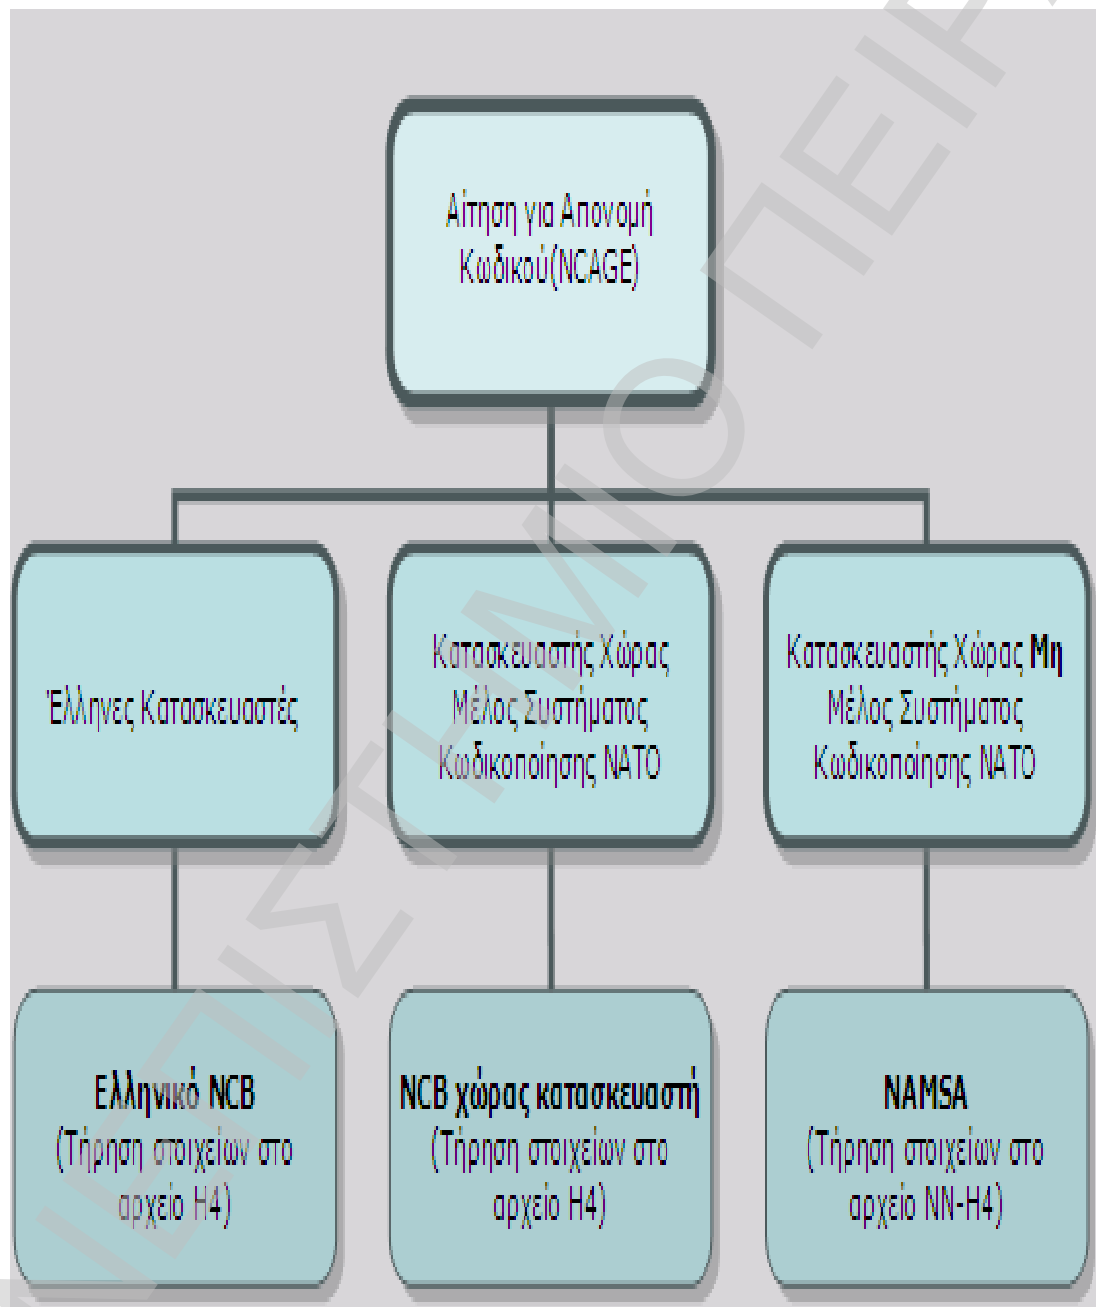 Αίτηση για Απονομή
Κωδικού(NCAGE)
Έλληνες Κατασκευαστές
Κατασκευαστής Χώρας
Μέλος Συστήματος
Κωδικοποίησης NATO
Κατασκευαστής Χώρας Μη
Μέλος Συστήματος
Κωδικοποίησης NATO
Ελληνικό NCB
(Τήρηση στοιχείων στο
αρχείο H4)
NCB χώρας κατασκευαστή
(Τήρηση στοιχείων στο
αρχείο H4)
NAMSA
(Τήρηση στοιχείων στο
αρχείο NN-H4)